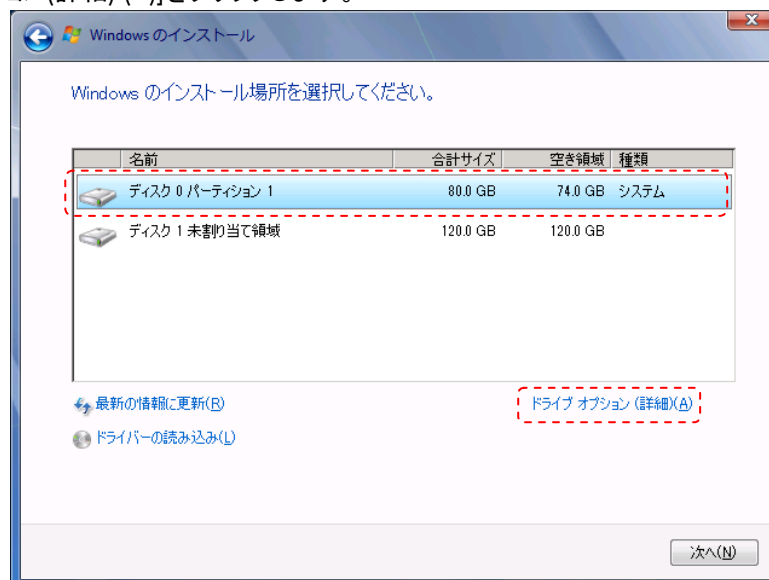 Windows のインストール
Windows のインストール場所を選択してください。
名前 合計サイズ 空き領域 種類
ディスク 0 パーティション 1 80.0 GB 74.0 GB システム
ディスク 1 未割り当て領域 120.0 GB 120.0 GB
最新の情報に更新(R) ドライブ オプション (詳細)(A)
ドライバーの読み込み(L)
次へ(N)